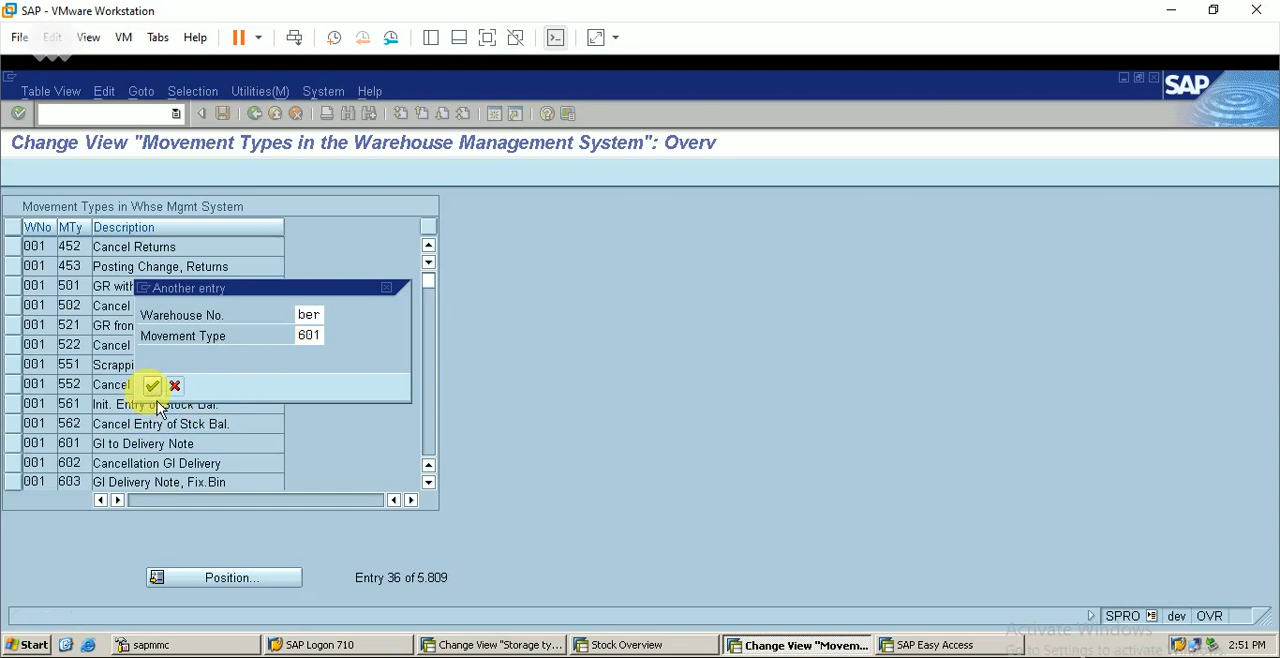 SAP - VMware Workstation
File Edit View VM Tabs Help
Table View Edit Goto Selection Utilities(M) System Help
SAP
Change View "Movement Types in the Warehouse Management System": Overv
Movement Types in Whse Mgmt System
WNo MTy Description
001 452 Cancel Returns
001 453 Posting Change, Returns
001 501 GR with
001 502 Cancel
001 521 GR fron
001 522 Cancel
001 551 Scrappi
001 552 Cancel
001 561 Init. Entry of Stock Bal.
001 562 Cancel Entry of Stck Bal.
001 601 GI to Delivery Note
001 602 Cancellation GI Delivery
001 603 GI Delivery Note, Fix.Bin
Another entry
Warehouse No. ber
Movement Type 601
Position... Entry 36 of 5.809
SPRO dev OVR
Activate Windows
Go to Settings to activate Windows.
Start sapmmc SAP Logon 710 Change View "Storage ty... Stock Overview Change View "Movem... SAP Easy Access 2:51 PM